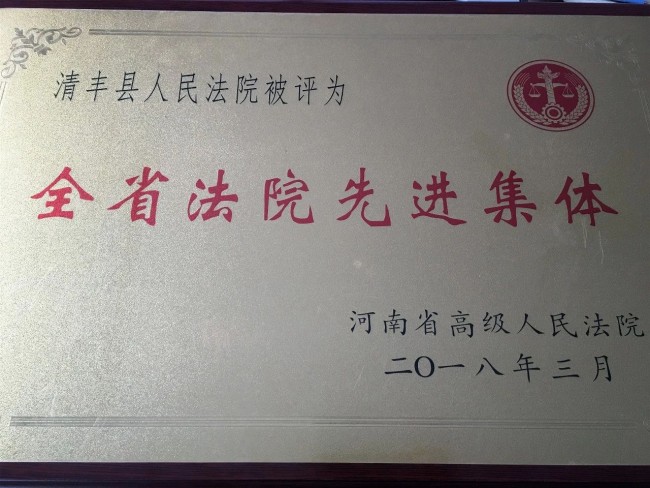 清丰县人民法院被评为
全省法院先进集体
河南省高级人民法院
二〇一八年三月